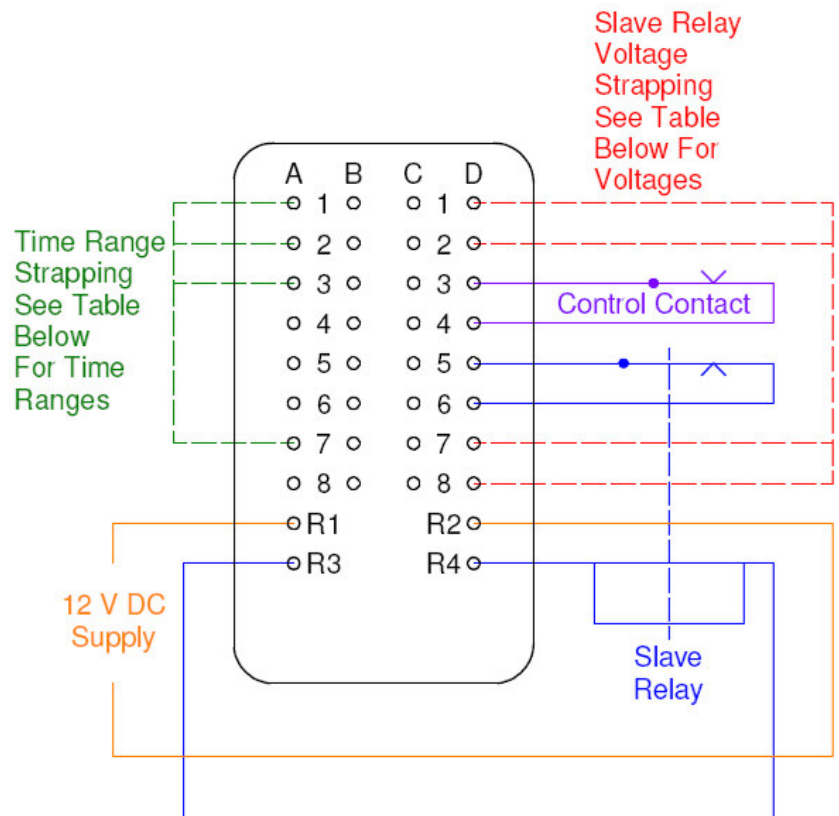 Slave Relay
Voltage
Strapping
See Table
Below For
Voltages
A B C D
1 1
Time Range
2 2
Strapping
3 3
Control Contact
See Table
4 4
Below
5 5
For Time
6 6
Ranges
7 7
8 8
R1 R2
R3 R4
12 V DC
Supply
Slave
Relay